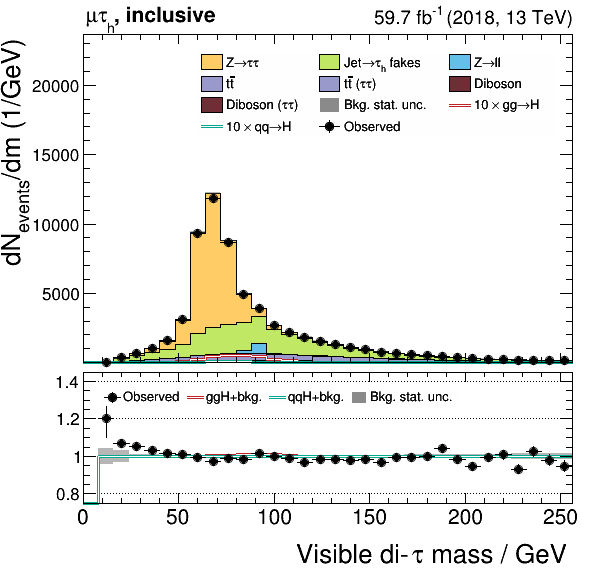 μτh, inclusive
59.7 fb⁻¹ (2018, 13 TeV)
dNevents/dm (1/GeV)
20000
15000
10000
5000
Z→ττ
Jet→τh fakes
Z→ll
tt̄
tt̄ (ττ)
Diboson
Diboson (ττ)
Bkg. stat. unc.
10 × gg→H
10 × qq→H
Observed
1.4
1.2
1
0.8
Observed
ggH+bkg.
qqH+bkg.
Bkg. stat. unc.
0
50
100
150
200
250
Visible di-τ mass / GeV